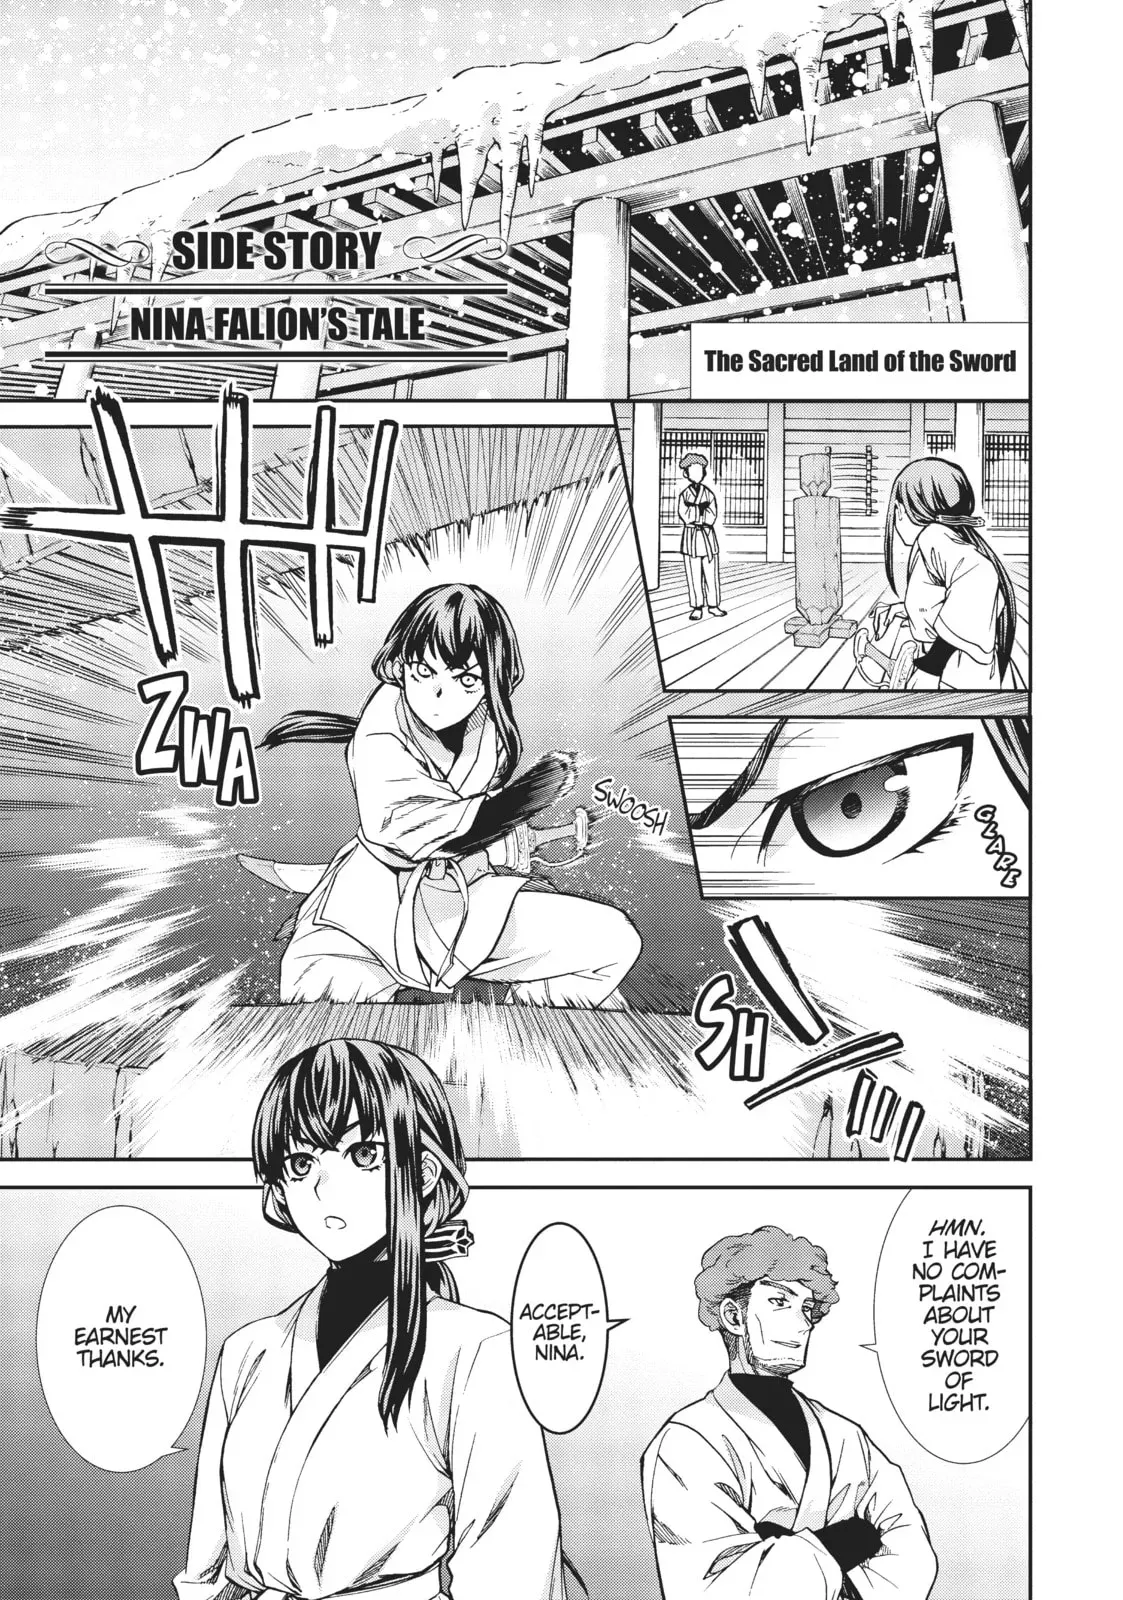 SIDE STORY
NINA FALION'S TALE
The Sacred Land of the Sword
GLARE
ZWA
SWOOSH
SH
HMN.
I HAVE
NO COM-
PLAINTS
ABOUT
YOUR
SWORD
OF
LIGHT.
ACCEPT-
ABLE,
NINA.
MY
EARNEST
THANKS.